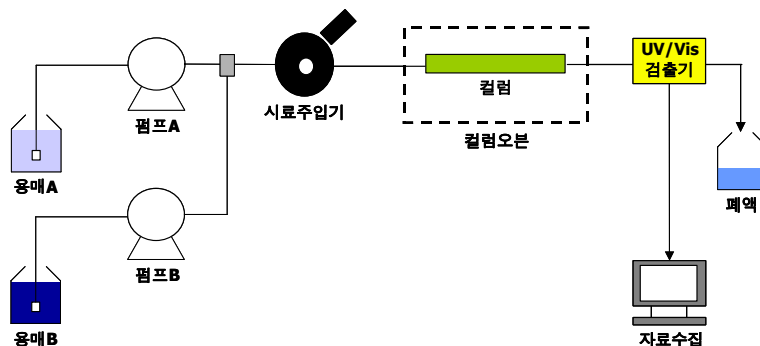 UV/Vis
검출기
컬럼
시료주입기
펌프A
컬럼오븐
용매A
폐액
펌프B
용매B
자료수집